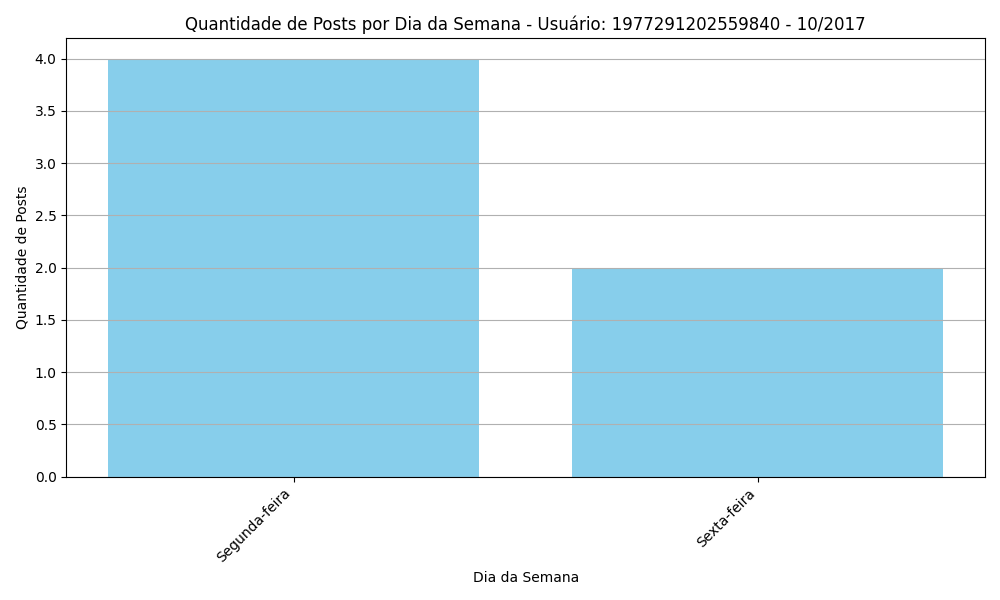 Quantidade de Posts por Dia da Semana - Usuário: 1977291202559840 - 10/2017
Quantidade de Posts
4.0
3.5
3.0
2.5
2.0
1.5
1.0
0.5
0.0
Segunda-feira
Sexta-feira
Dia da Semana